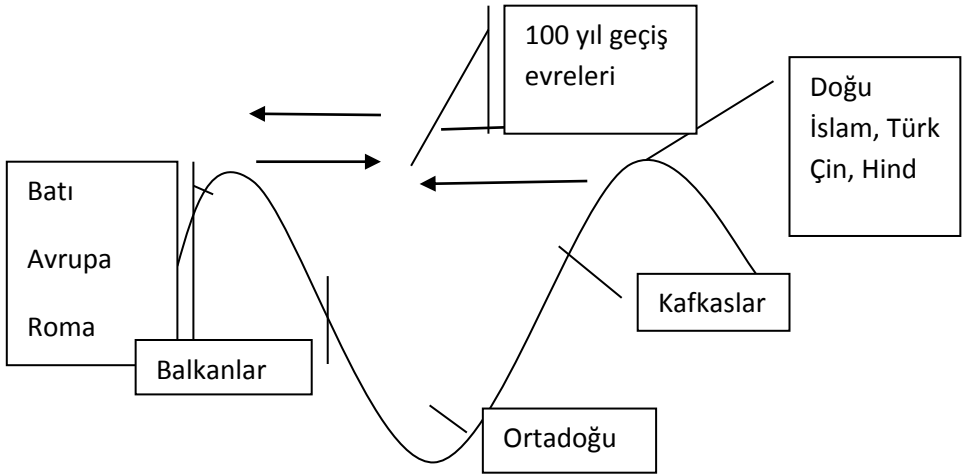 100 yıl geçiş
evreleri
Doğu
İslam, Türk
Çin, Hind
Batı
Avrupa
Roma
Kafkaslar
Balkanlar
Ortadoğu